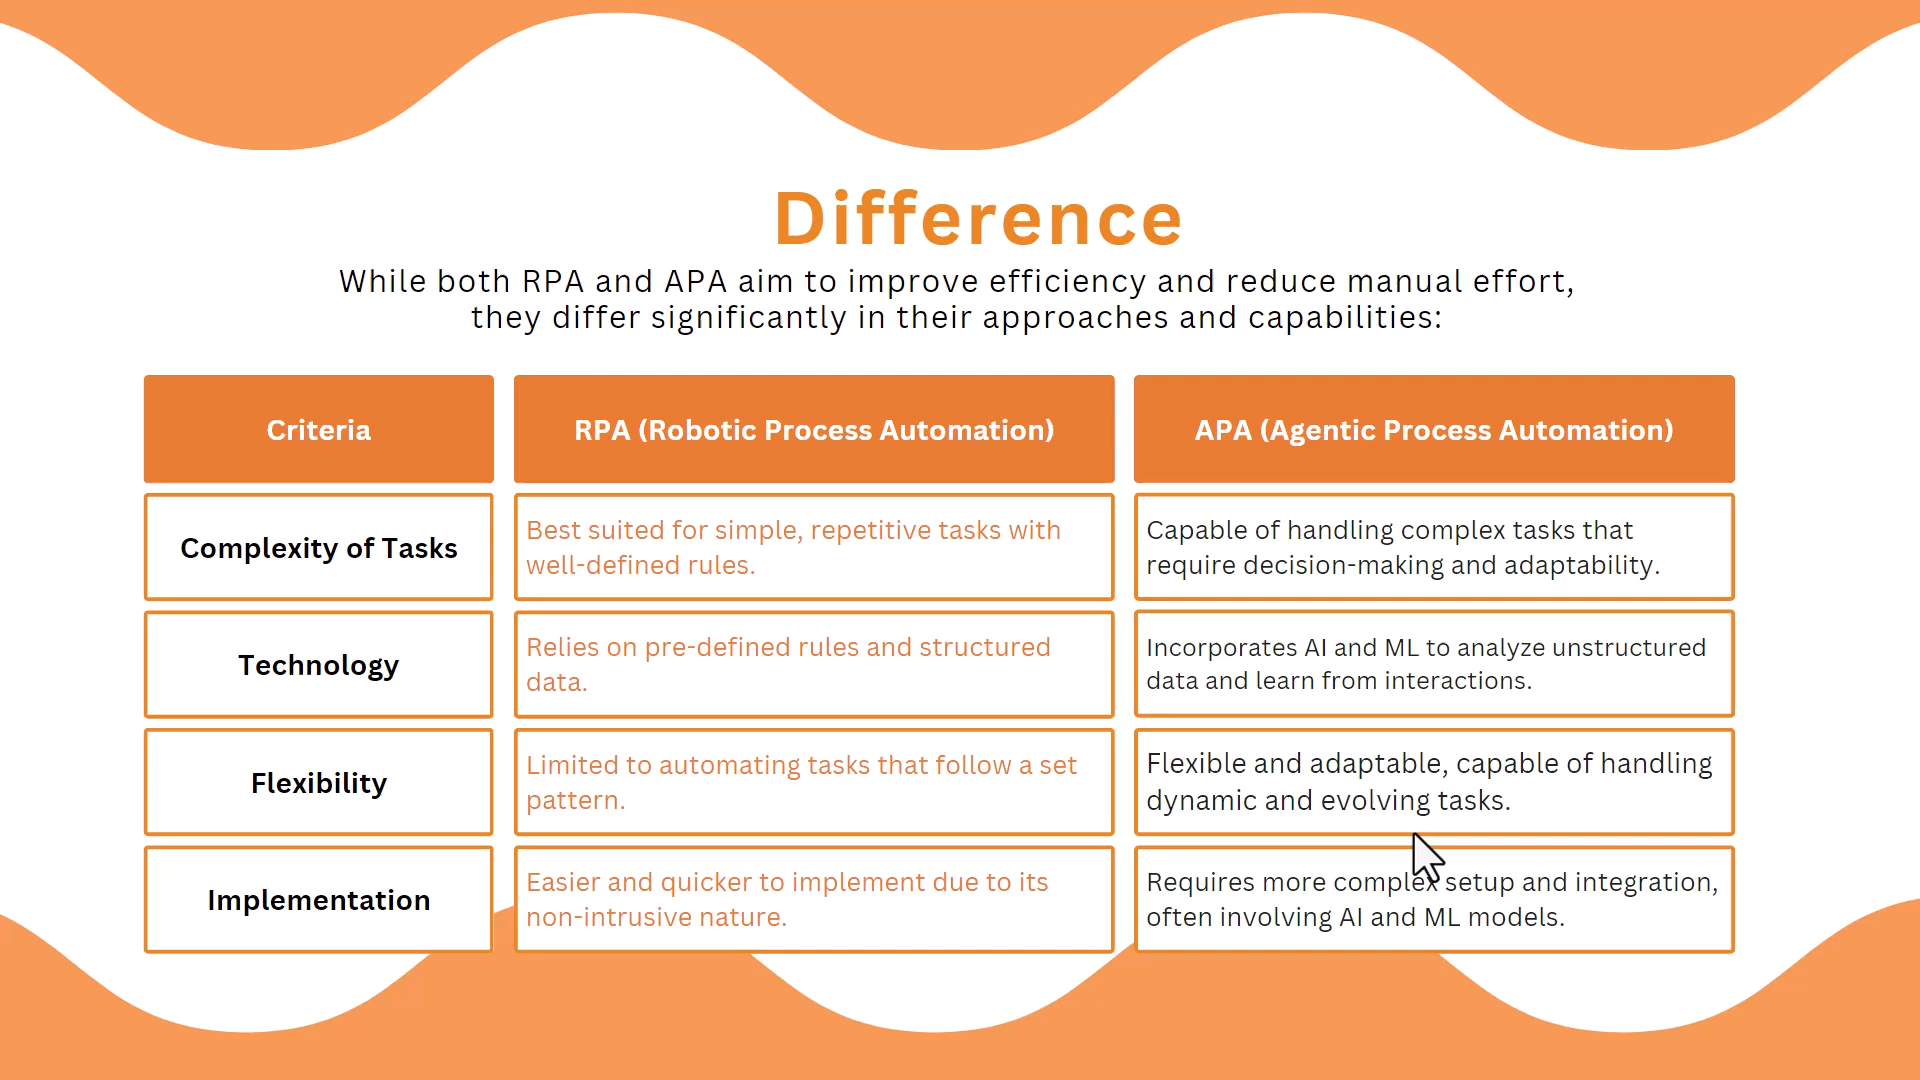 Difference
While both RPA and APA aim to improve efficiency and reduce manual effort,
they differ significantly in their approaches and capabilities:
Criteria
RPA (Robotic Process Automation)
APA (Agentic Process Automation)
Complexity of Tasks
Best suited for simple, repetitive tasks with
well-defined rules.
Capable of handling complex tasks that
require decision-making and adaptability.
Technology
Relies on pre-defined rules and structured
data.
Incorporates AI and ML to analyze unstructured
data and learn from interactions.
Flexibility
Limited to automating tasks that follow a set
pattern.
Flexible and adaptable, capable of handling
dynamic and evolving tasks.
Implementation
Easier and quicker to implement due to its
non-intrusive nature.
Requires more complex setup and integration,
often involving AI and ML models.